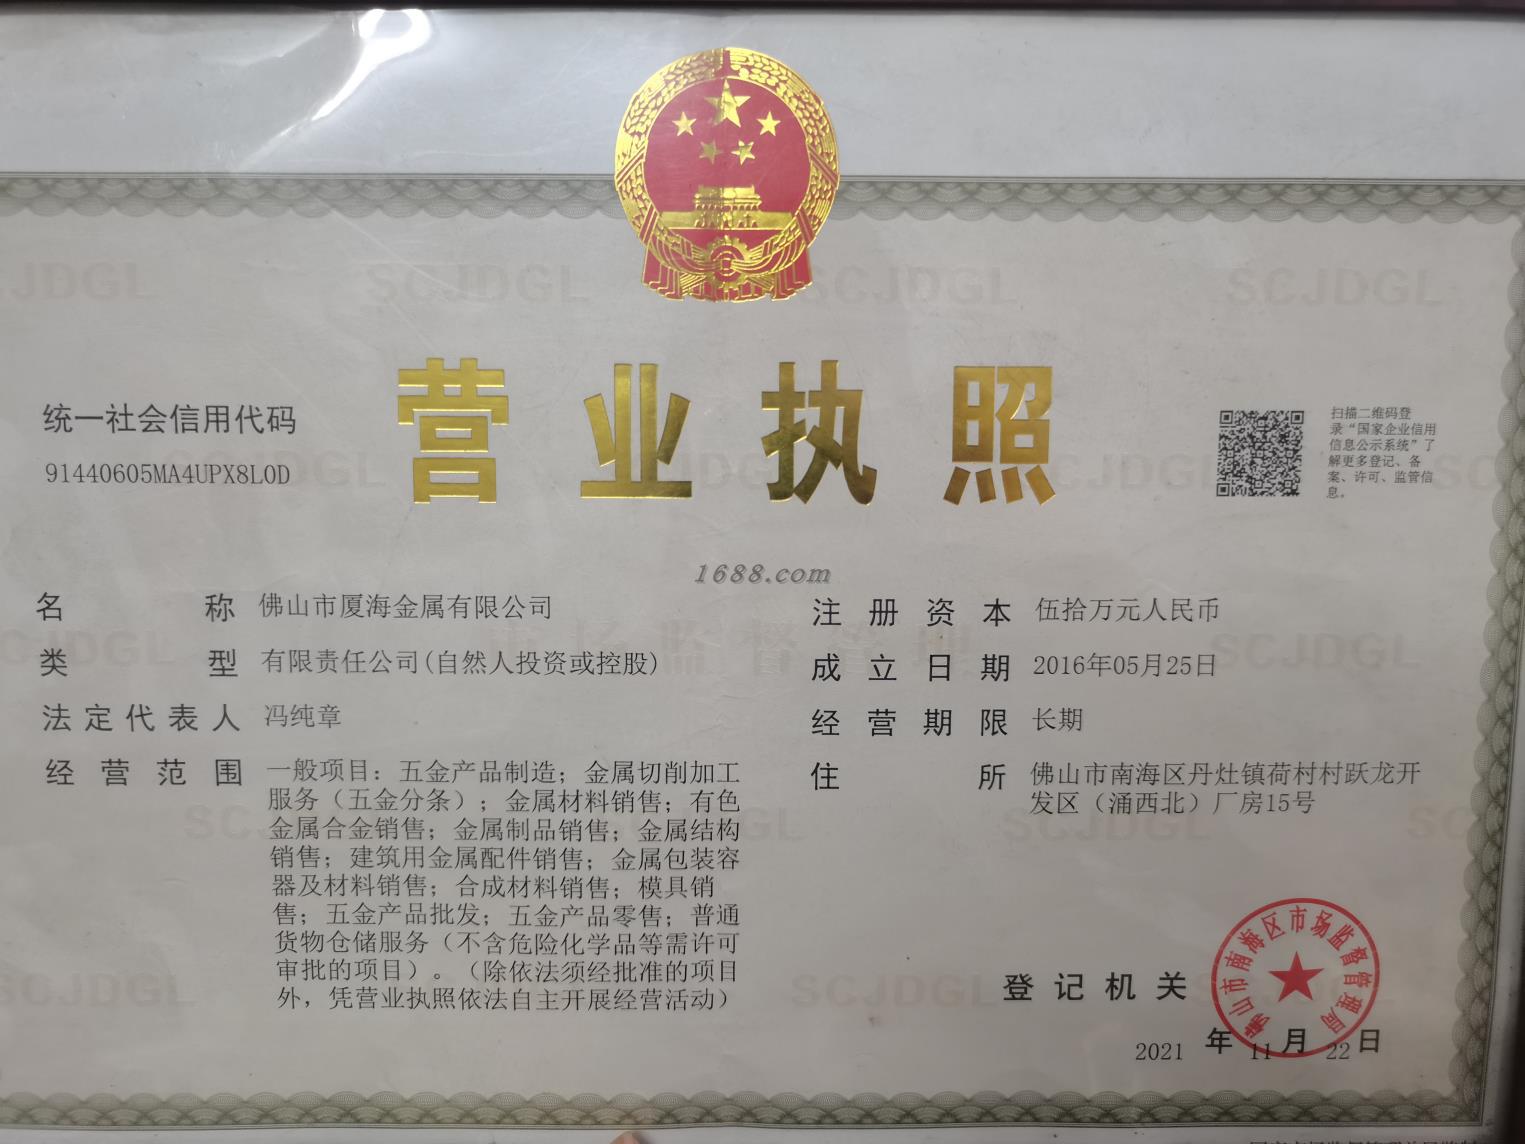 营业执照
统一社会信用代码
91440605MA4UPX8L0D
扫描二维码登
录“国家企业信用
信息公示系统”了
解更多登记、备
案、许可、监管信
息。
1688.com
名称 佛山市厦海金属有限公司
类型 有限责任公司(自然人投资或控股)
法定代表人 冯纯章
经营范围 一般项目：五金产品制造；金属切削加工
服务（五金分条）；金属材料销售；有色
金属合金销售；金属制品销售；金属结构
销售；建筑用金属配件销售；金属包装容
器及材料销售；合成材料销售；模具销
售；五金产品批发；五金产品零售；普通
货物仓储服务（不含危险化学品等需许可
审批的项目）。（除依法须经批准的项目
外，凭营业执照依法自主开展经营活动）
注册资本 伍拾万元人民币
成立日期 2016年05月25日
经营期限 长期
住所 佛山市南海区丹灶镇荷村村跃龙开
发区（涌西北）厂房15号
登记机关
佛山市南海区市场监督管理局
2021 年 11 月 22 日
SCJDGL
市场监督管理